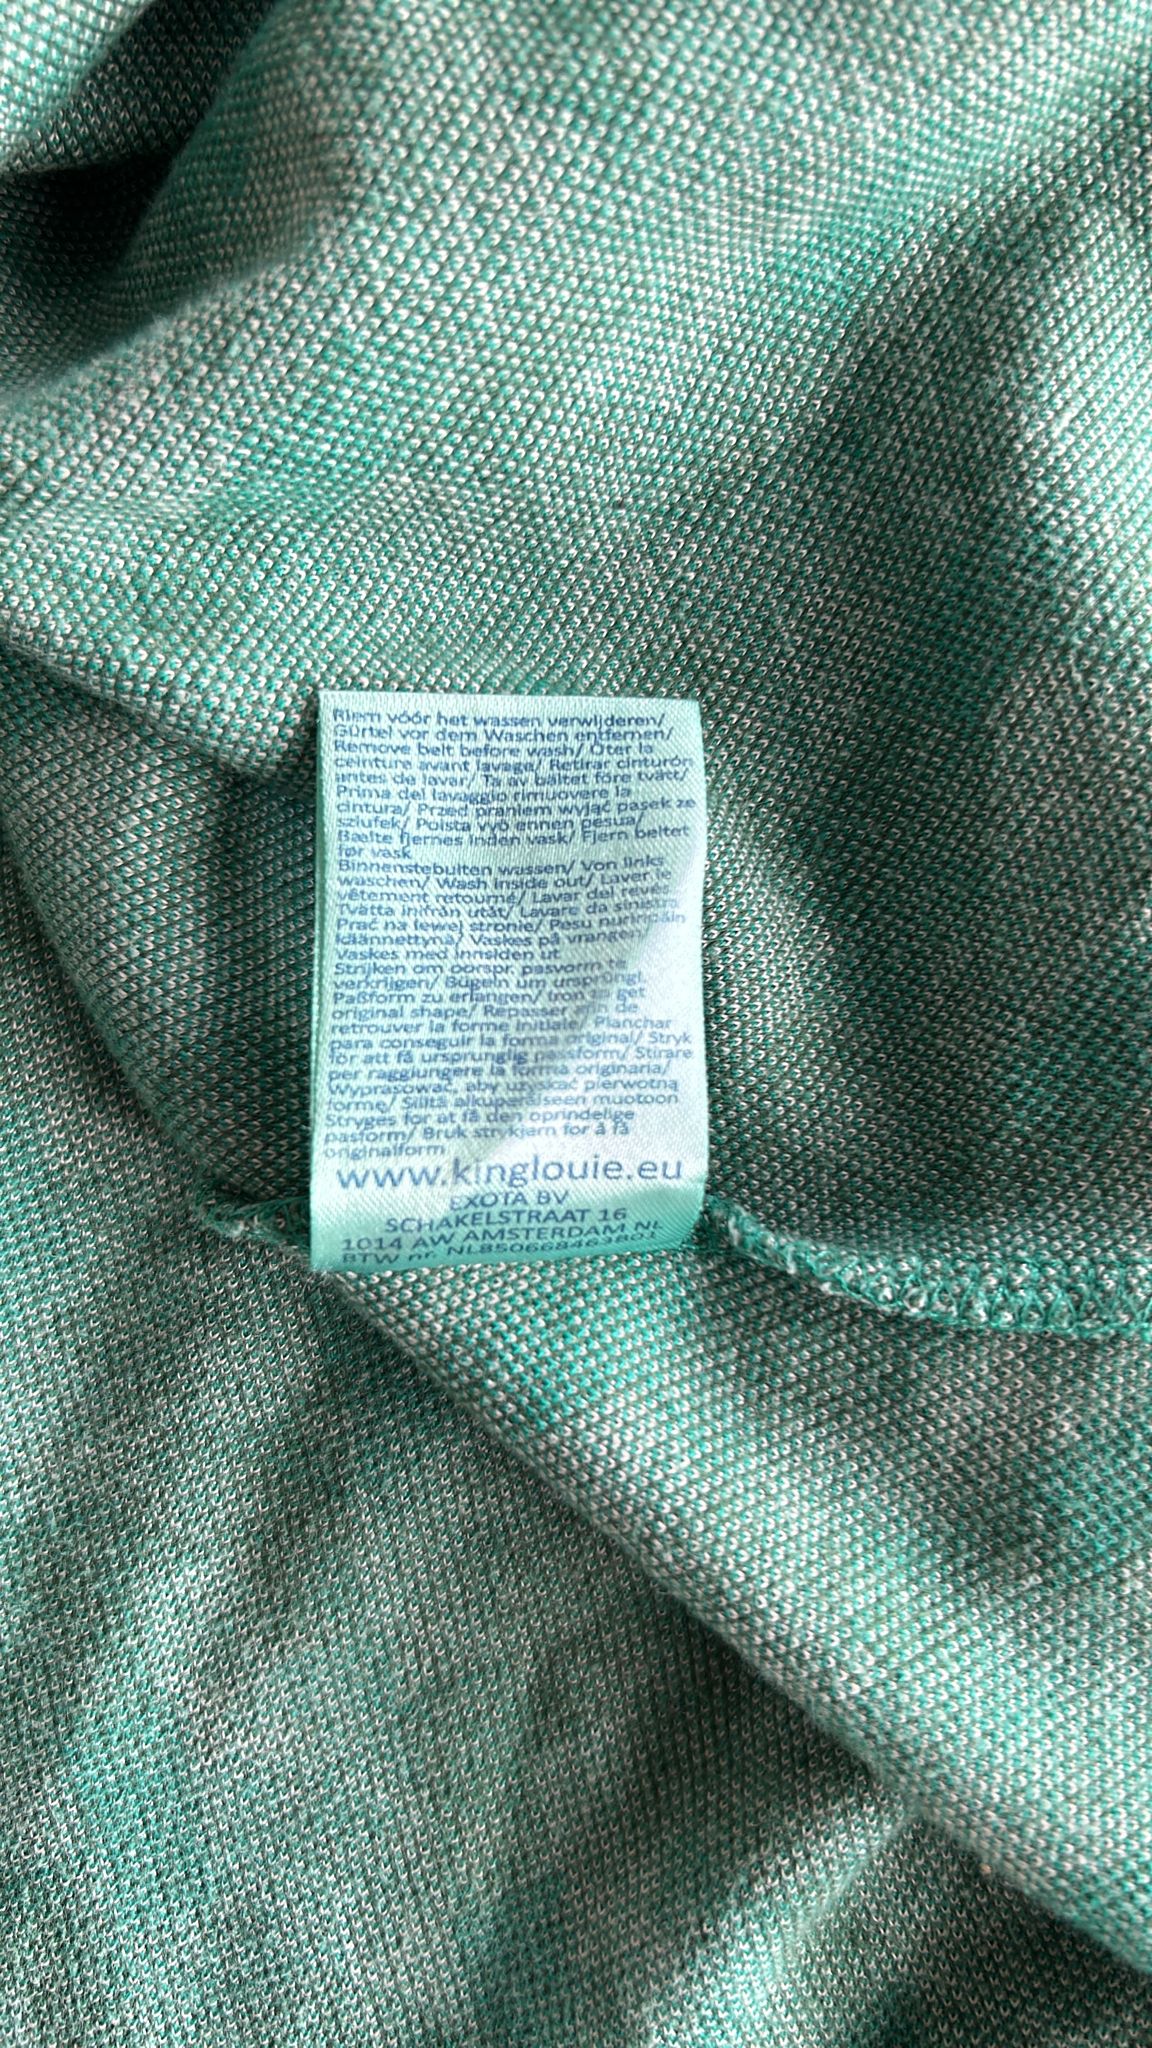 Riem vóór het wassen verwijderen/
Gürtel vor dem Waschen entfernen/
Remove belt before wash/ Ôter la
ceinture avant lavage/ Retirar cinturón
antes de lavar/ Ta av bältet före tvätt/
Prima del lavaggio rimuovere la
cintura/ Przed praniem wyjąć pasek ze
szlufek/ Poista vyö ennen pesua/
Bælte fjernes inden vask/ Fjern beltet
før vask
Binnenstebuiten wassen/ Von links
waschen/ Wash inside out/ Laver le
vêtement retourné/ Lavar del revés
Tvätta inifrån utåt/ Lavare da sinistra
Prać na lewej stronie/ Pesu nurinpäin
käännettynä/ Vaskes på vrangen/
Vaskes med innsiden ut
Strijken om oorspr. pasvorm te
verkrijgen/ Bügeln um ursprüngl.
Paßform zu erlangen/ Iron to get
original shape/ Repasser afin de
retrouver la forme initiale/ Planchar
para conseguir la forma original/ Stryk
för att få ursprunglig passform/ Stirare
per raggiungere la forma originaria/
Wyprasować, aby uzyskać pierwotną
formę/ Silitä alkuperäiseen muotoon
Stryges for at få den oprindelige
pasform/ Bruk strykjern for å få
originalform
www.kinglouie.eu
EXOTA BV
SCHAKELSTRAAT 16
1014 AW AMSTERDAM NL
BTW nr. NL850668463B01